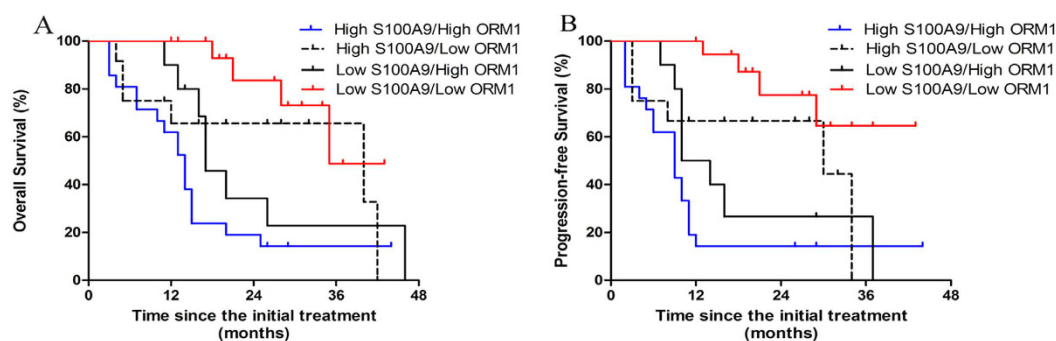 A
High S100A9/High ORM1
High S100A9/Low ORM1
Low S100A9/High ORM1
Low S100A9/Low ORM1
Overall Survival (%)
100
80
60
40
20
0
0 12 24 36 48
Time since the initial treatment
(months)
B
High S100A9/High ORM1
High S100A9/Low ORM1
Low S100A9/High ORM1
Low S100A9/Low ORM1
Progression-free Survival (%)
100
80
60
40
20
0
0 12 24 36 48
Time since the initial treatment
(months)